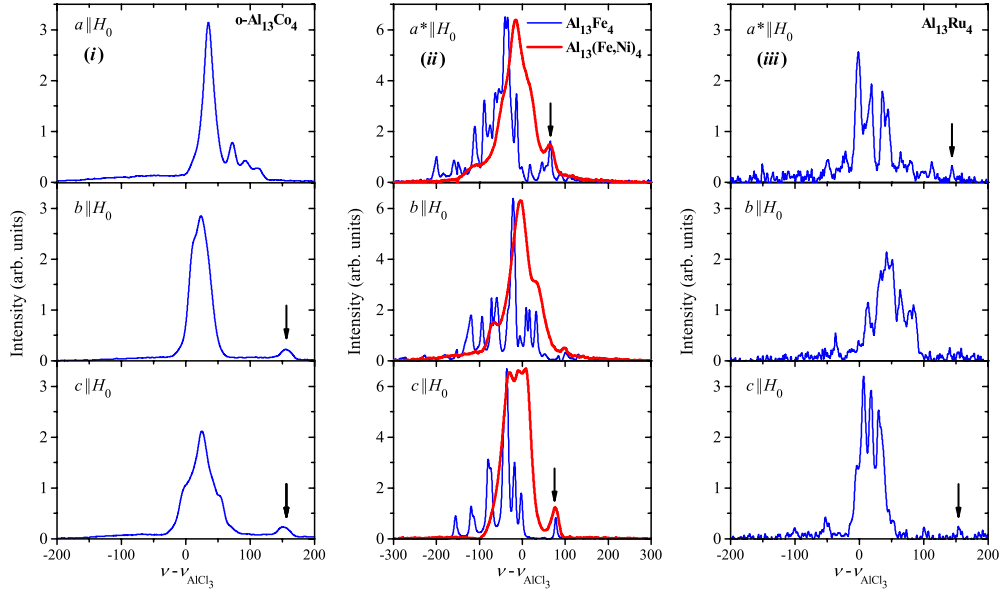 a||H0
o-Al13Co4
(i)
3
2
1
0
b||H0
3
2
1
0
c||H0
3
2
1
0
-200 -100 0 100 200
Intensity (arb. units)
ν - νAlCl3
a*||H0
Al13Fe4
Al13(Fe,Ni)4
(ii)
6
4
2
0
b||H0
6
4
2
0
c||H0
6
4
2
0
-300 -200 -100 0 100 200 300
Intensity (arb. units)
ν - νAlCl3
a*||H0
Al13Ru4
(iii)
3
2
1
0
b||H0
3
2
1
0
c||H0
3
2
1
0
-200 -100 0 100 200
Intensity (arb. units)
ν - νAlCl3